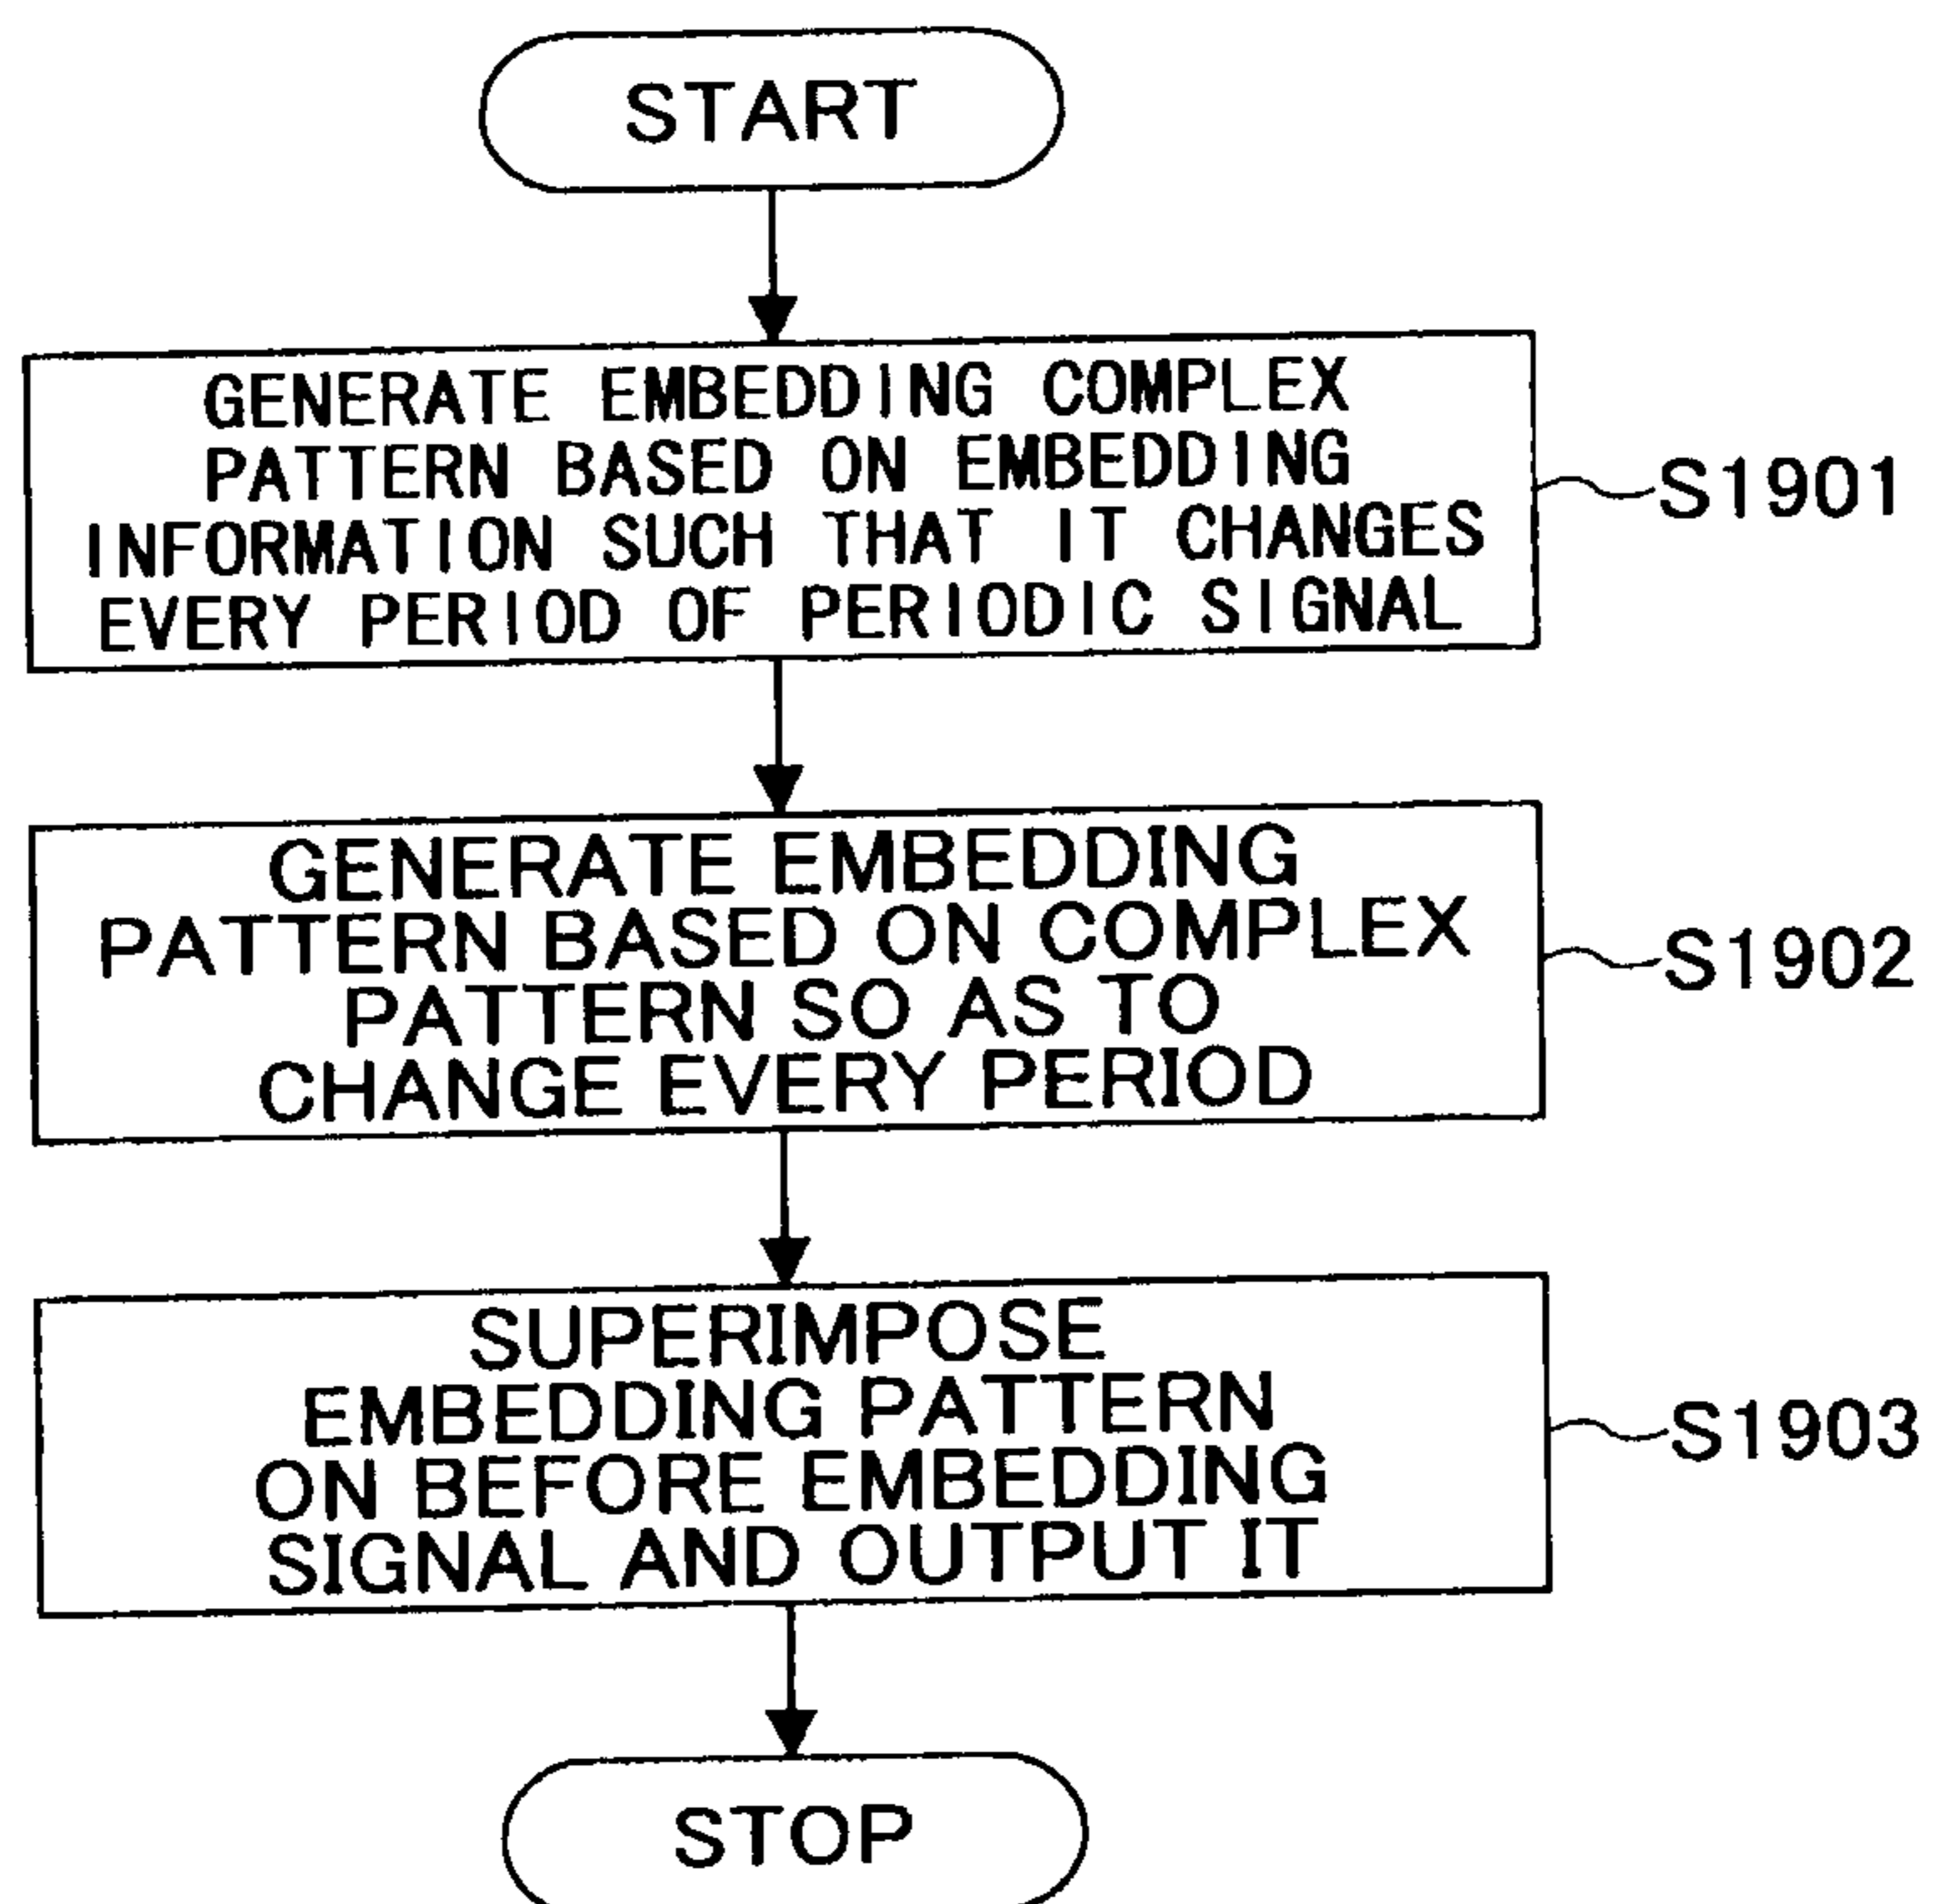 START
GENERATE EMBEDDING COMPLEX
PATTERN BASED ON EMBEDDING
INFORMATION SUCH THAT IT CHANGES
EVERY PERIOD OF PERIODIC SIGNAL
S1901
GENERATE EMBEDDING
PATTERN BASED ON COMPLEX
PATTERN SO AS TO
CHANGE EVERY PERIOD
S1902
SUPERIMPOSE
EMBEDDING PATTERN
ON BEFORE EMBEDDING
SIGNAL AND OUTPUT IT
S1903
STOP